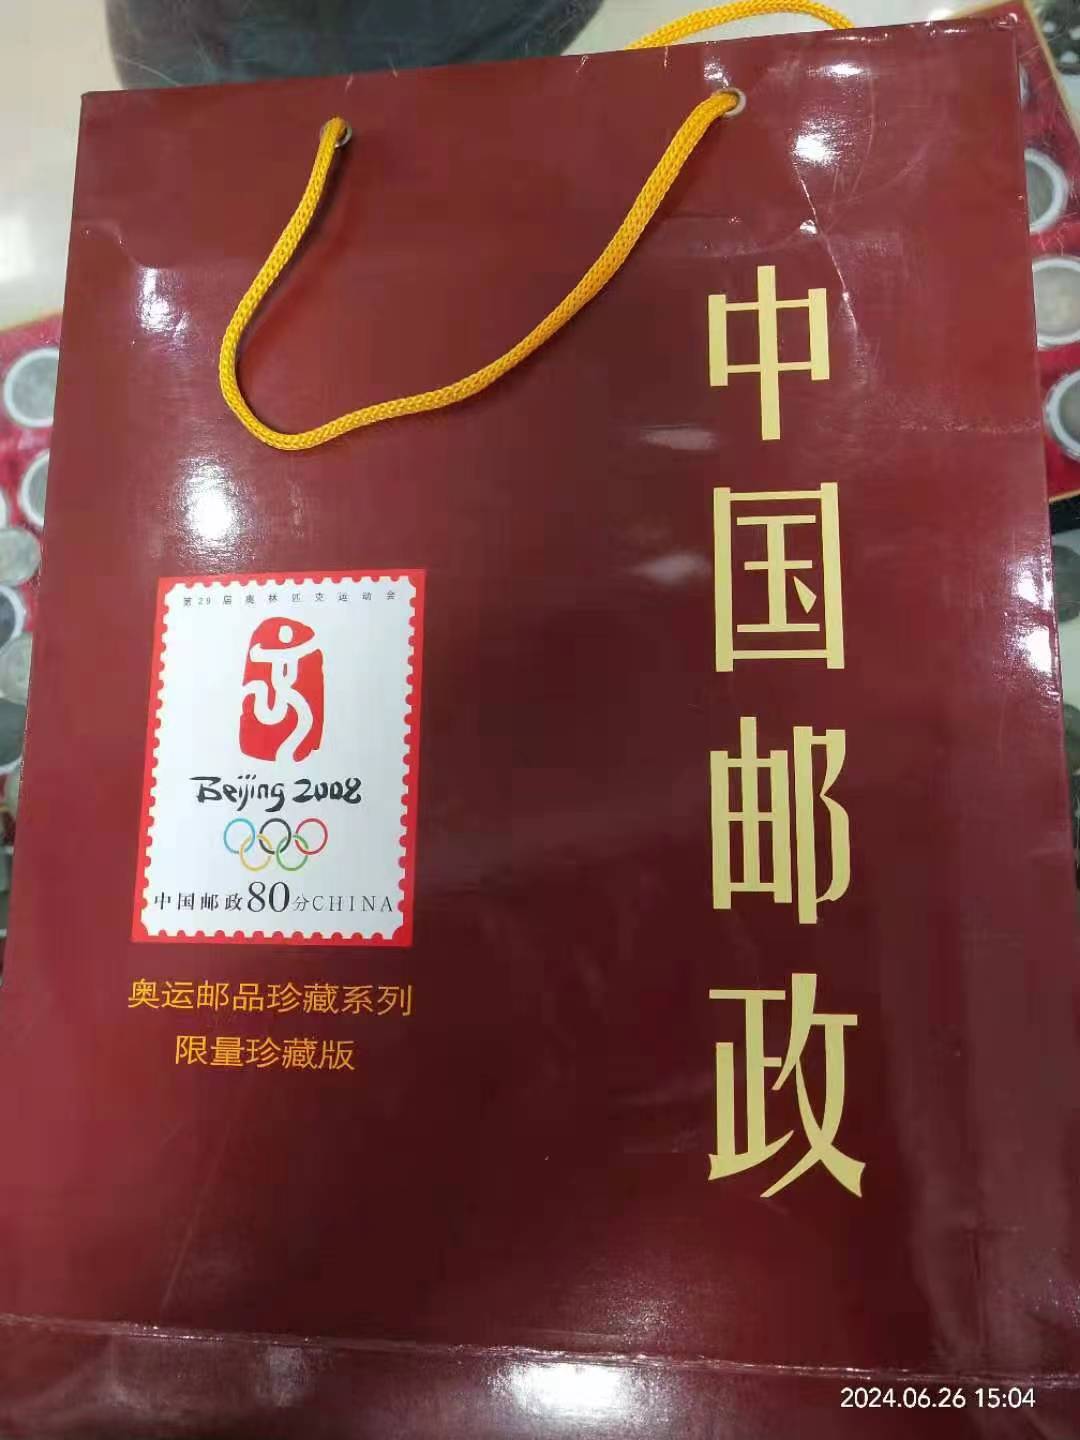 中国邮政
第29届奥林匹克运动会
Beijing 2008
中国邮政80分CHINA
奥运邮品珍藏系列
限量珍藏版
2024.06.26 15:04